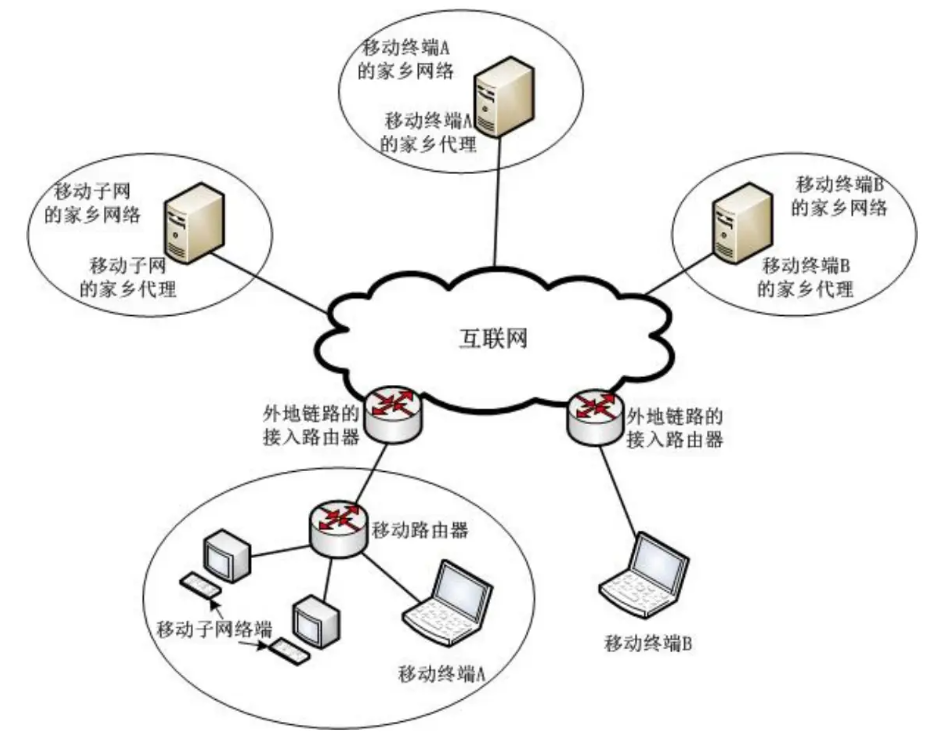 移动终端A
的家乡网络
移动终端A
的家乡代理
移动子网
的家乡网络
移动子网
的家乡代理
移动终端B
的家乡网络
移动终端B
的家乡代理
互联网
外地链路的
接入路由器
外地链路的
接入路由器
移动路由器
移动子网络端
移动终端A
移动终端B